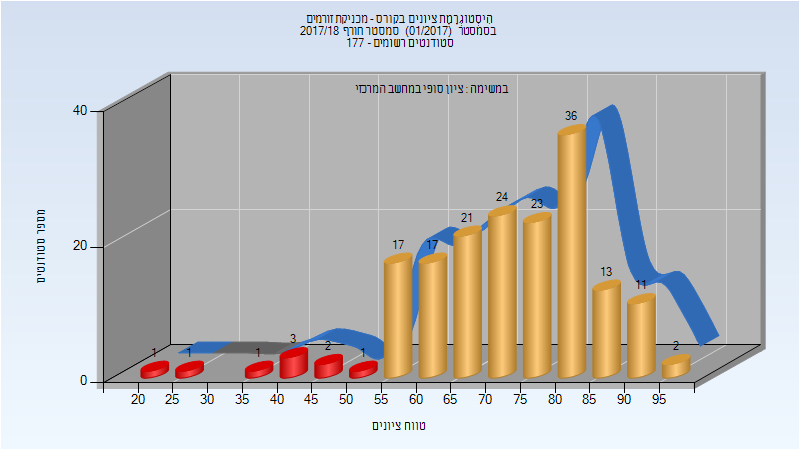 היסטוגרמת ציונים בקורס - מכניקת זורמים
בסמסטר (01/2017) סמסטר חורף 2017/18
סטודנטים רשומים - 177
במשימה : ציון סופי במחשב המרכזי
40
20
0
מספר סטודנטים
1 1 1 3 2 1 17 17 21 24 23 36 13 11 2
20 25 30 35 40 45 50 55 60 65 70 75 80 85 90 95
טווח ציונים